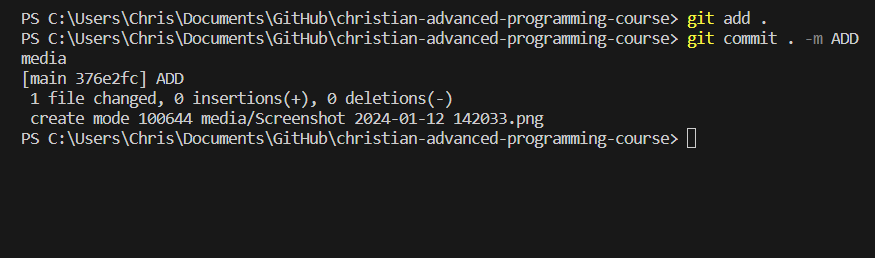 PS C:\Users\Chris\Documents\GitHub\christian-advanced-programming-course> git add .
PS C:\Users\Chris\Documents\GitHub\christian-advanced-programming-course> git commit . -m ADD
media
[main 376e2fc] ADD
 1 file changed, 0 insertions(+), 0 deletions(-)
 create mode 100644 media/Screenshot 2024-01-12 142033.png
PS C:\Users\Chris\Documents\GitHub\christian-advanced-programming-course>